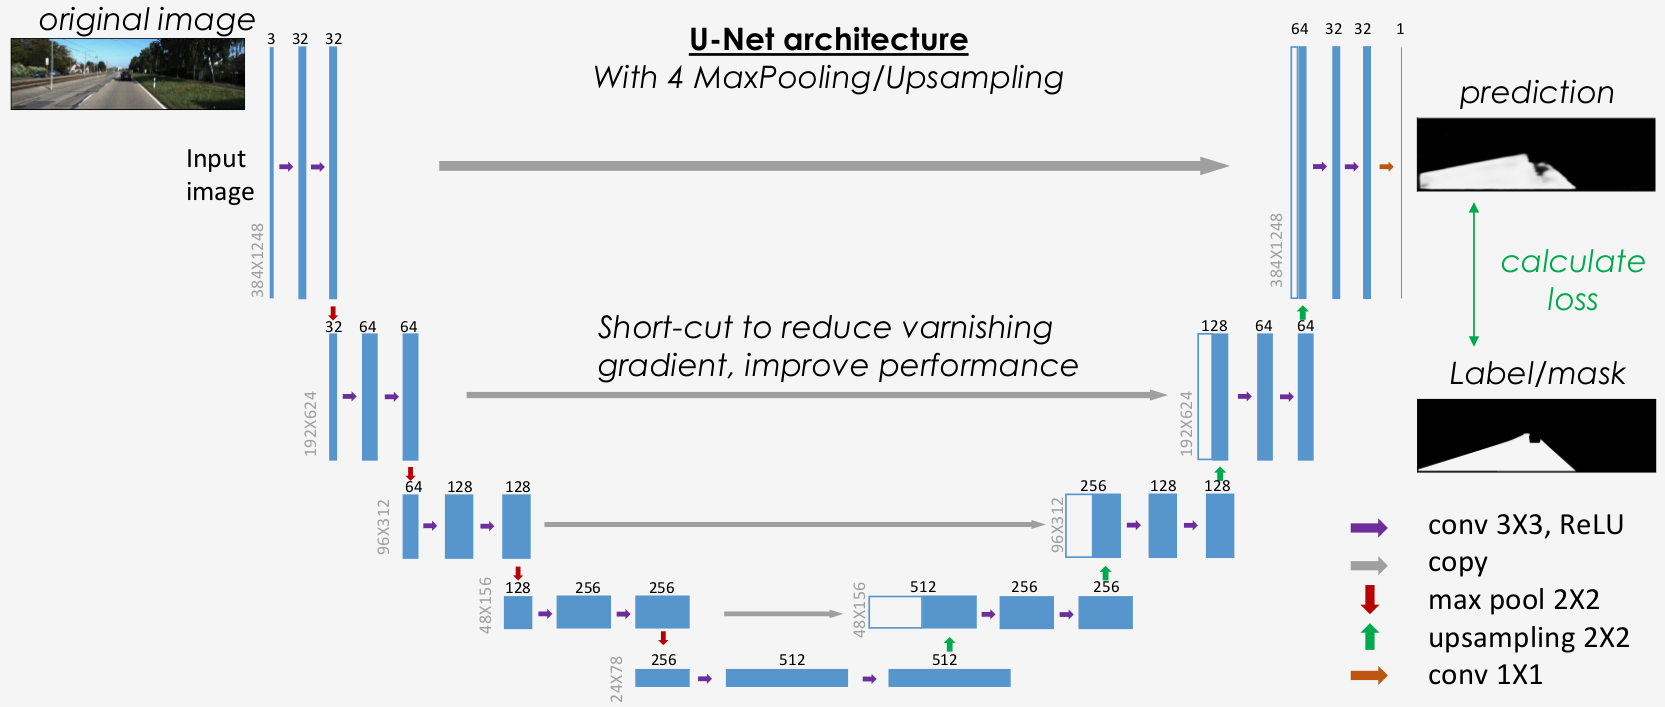 original image
U-Net architecture
With 4 MaxPooling/Upsampling
3 32 32
64 32 32 1
prediction
Input
image
384X1248
384X1248
calculate
loss
Short-cut to reduce varnishing
gradient, improve performance
32 64 64
128 64 64
192X624
192X624
Label/mask
64 128 128
256 128 128
96X312
96X312
128 256 256
512 256 256
48X156
48X156
256 512 512
24X78
conv 3X3, ReLU
copy
max pool 2X2
upsampling 2X2
conv 1X1